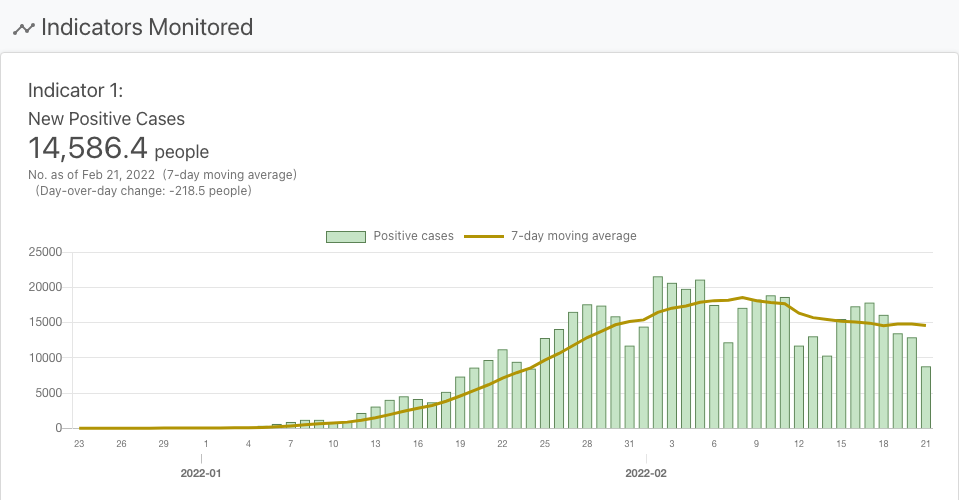 Indicators Monitored
Indicator 1:
New Positive Cases
14,586.4 people
No. as of Feb 21, 2022 (7-day moving average)
(Day-over-day change: -218.5 people)
Positive cases 7-day moving average
25000
20000
15000
10000
5000
0
23 26 29 1 4 7 10 13 16 19 22 25 28 31 3 6 9 12 15 18 21
2022-01 2022-02